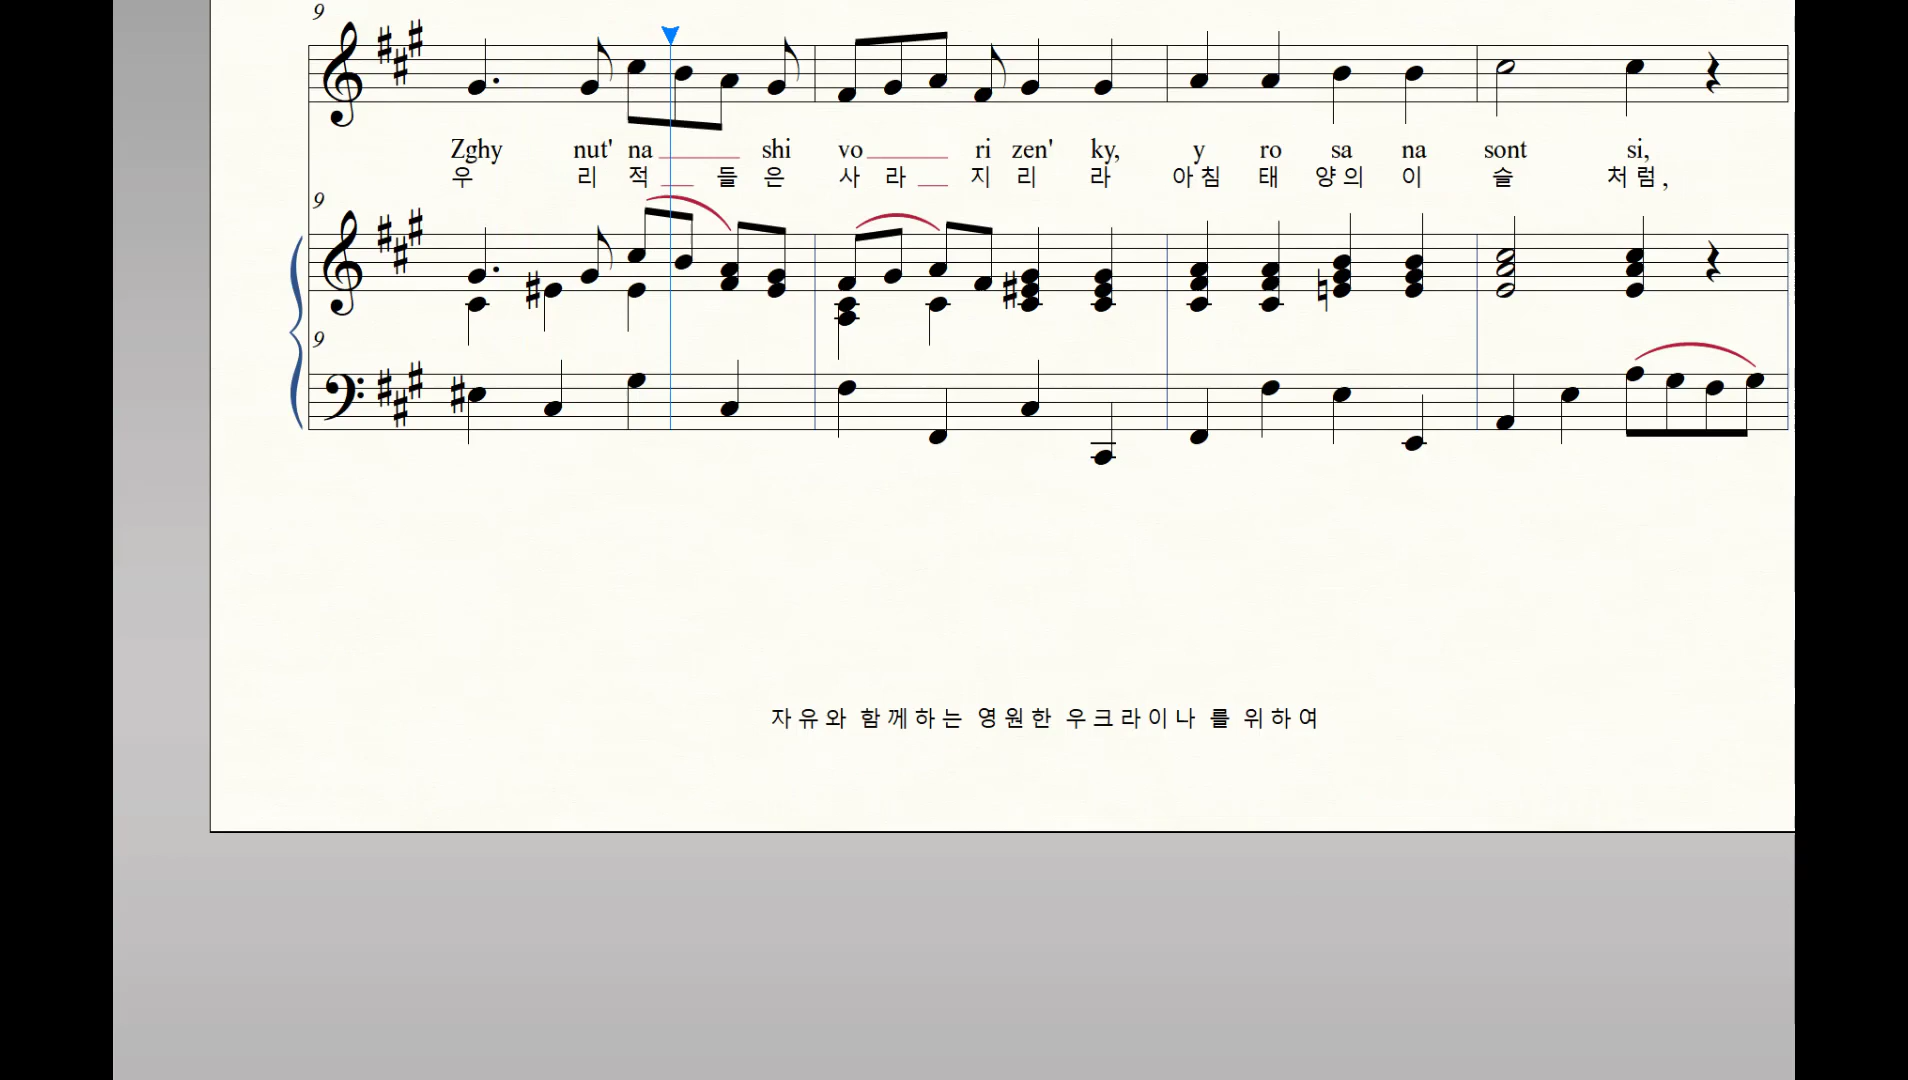 9
Zghy nut' na shi vo ri zen' ky, y ro sa na sont si,
우 리 적 들 은 사 라 지 리 라 아침 태 양의 이 슬 처럼,
9
9
자유와 함께하는 영원한 우크라이나 를 위하여